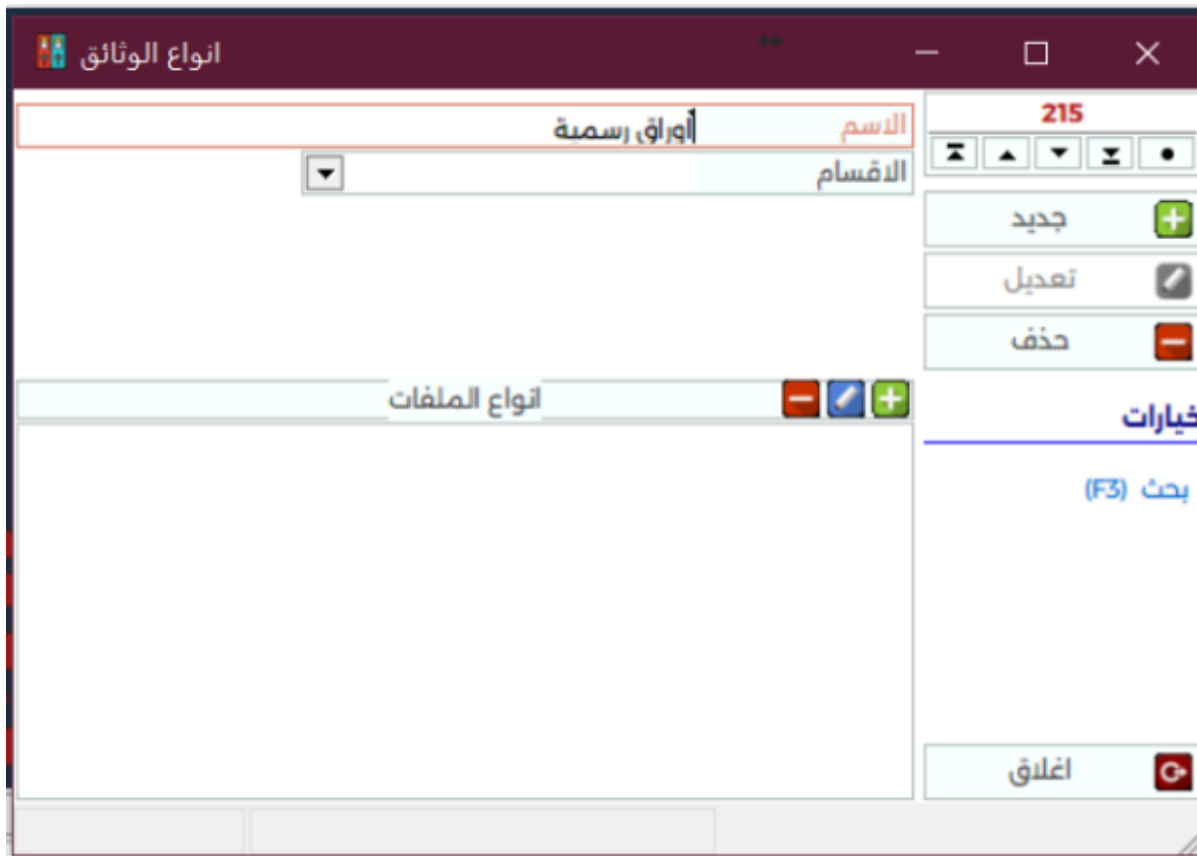 انواع الوثائق
215
الاسم أوراق رسمية
الاقسام
جديد
تعديل
حذف
خيارات
بحث (F3)
انواع الملفات
اغلاق